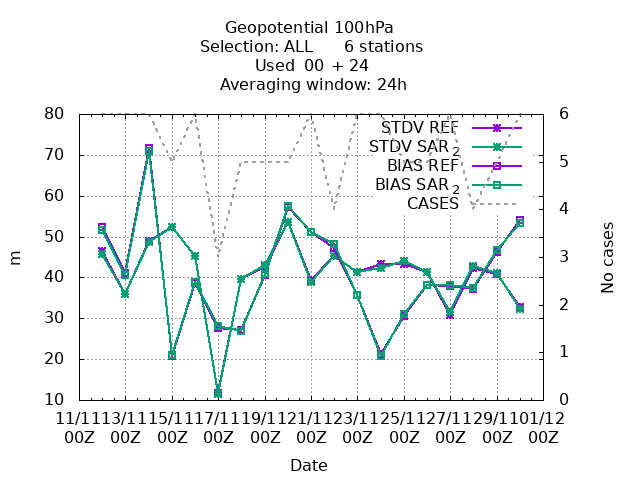 Geopotential 100hPa
Selection: ALL 6 stations
Used 00 + 24
Averaging window: 24h
80 6
70 5
60 4
50 3
40 2
30 1
20 0
10
STDV REF
STDV SAR 2
BIAS REF
BIAS SAR 2
CASES
m
No cases
11/11 13/11 15/11 17/11 19/11 21/11 23/11 25/11 27/11 29/11 01/12
00Z 00Z 00Z 00Z 00Z 00Z 00Z 00Z 00Z 00Z 00Z
Date